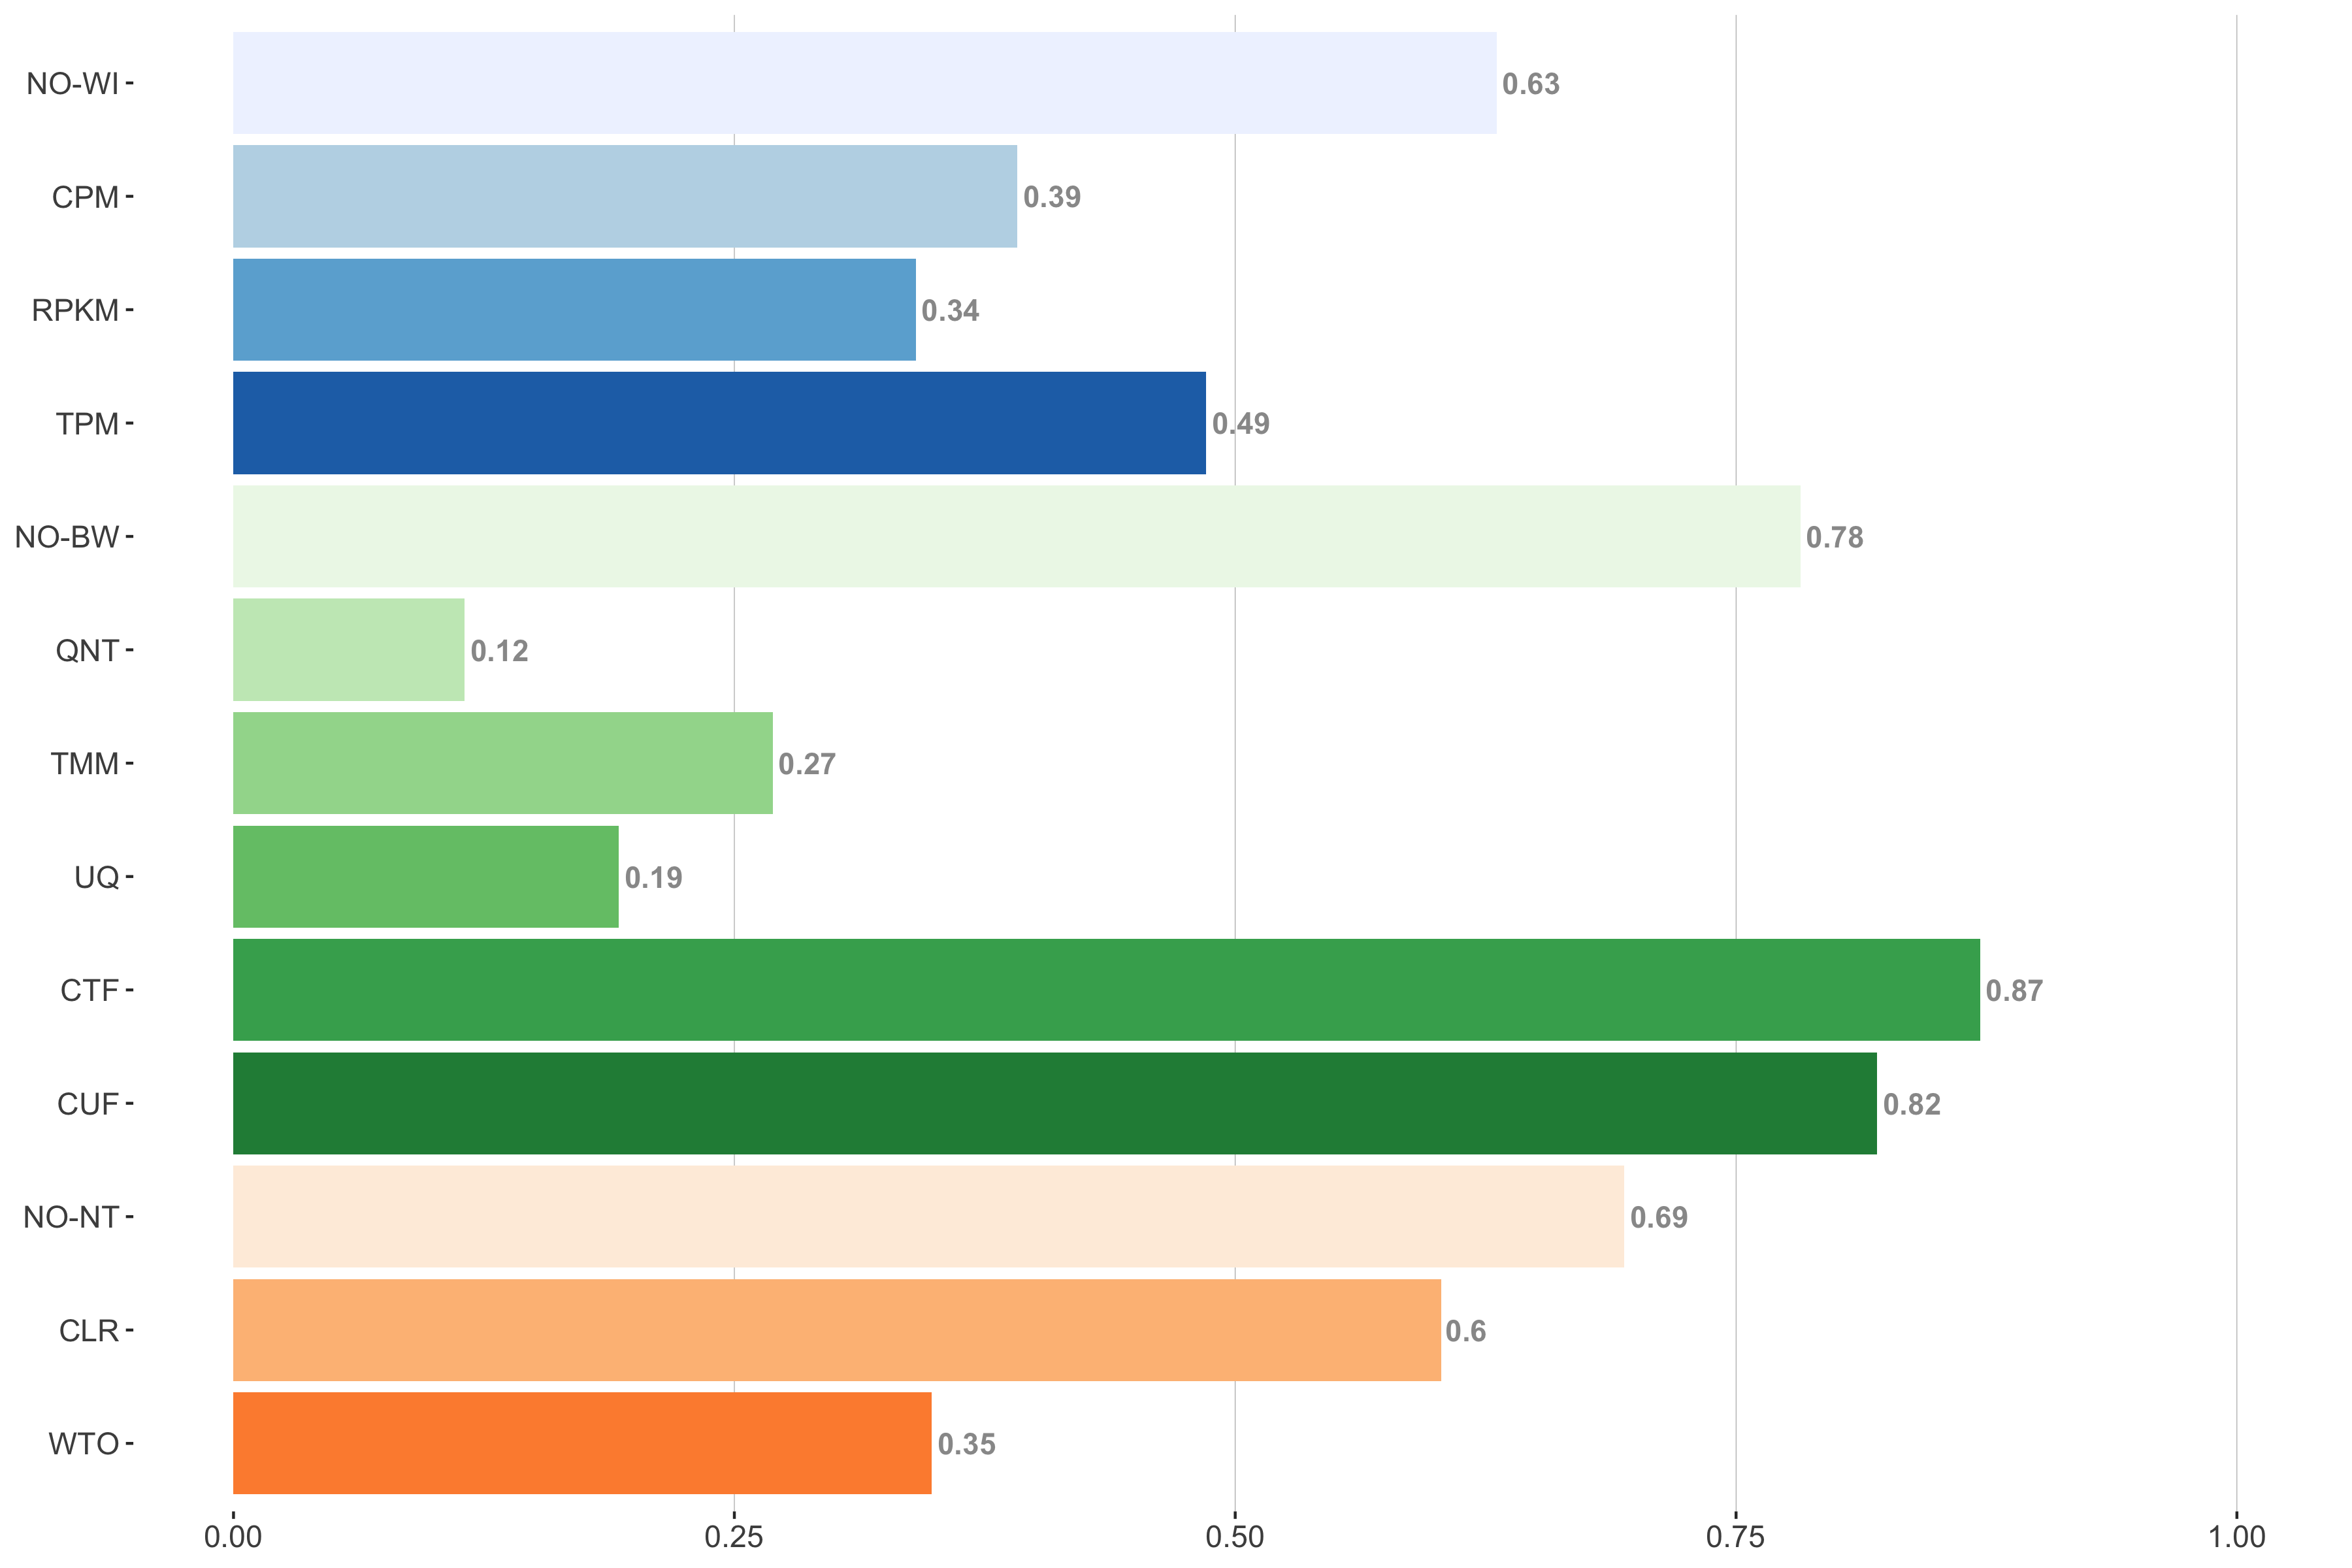 NO-WI 0.63
CPM 0.39
RPKM 0.34
TPM 0.49
NO-BW 0.78
QNT 0.12
TMM 0.27
UQ 0.19
CTF 0.87
CUF 0.82
NO-NT 0.69
CLR 0.6
WTO 0.35
0.00 0.25 0.50 0.75 1.00